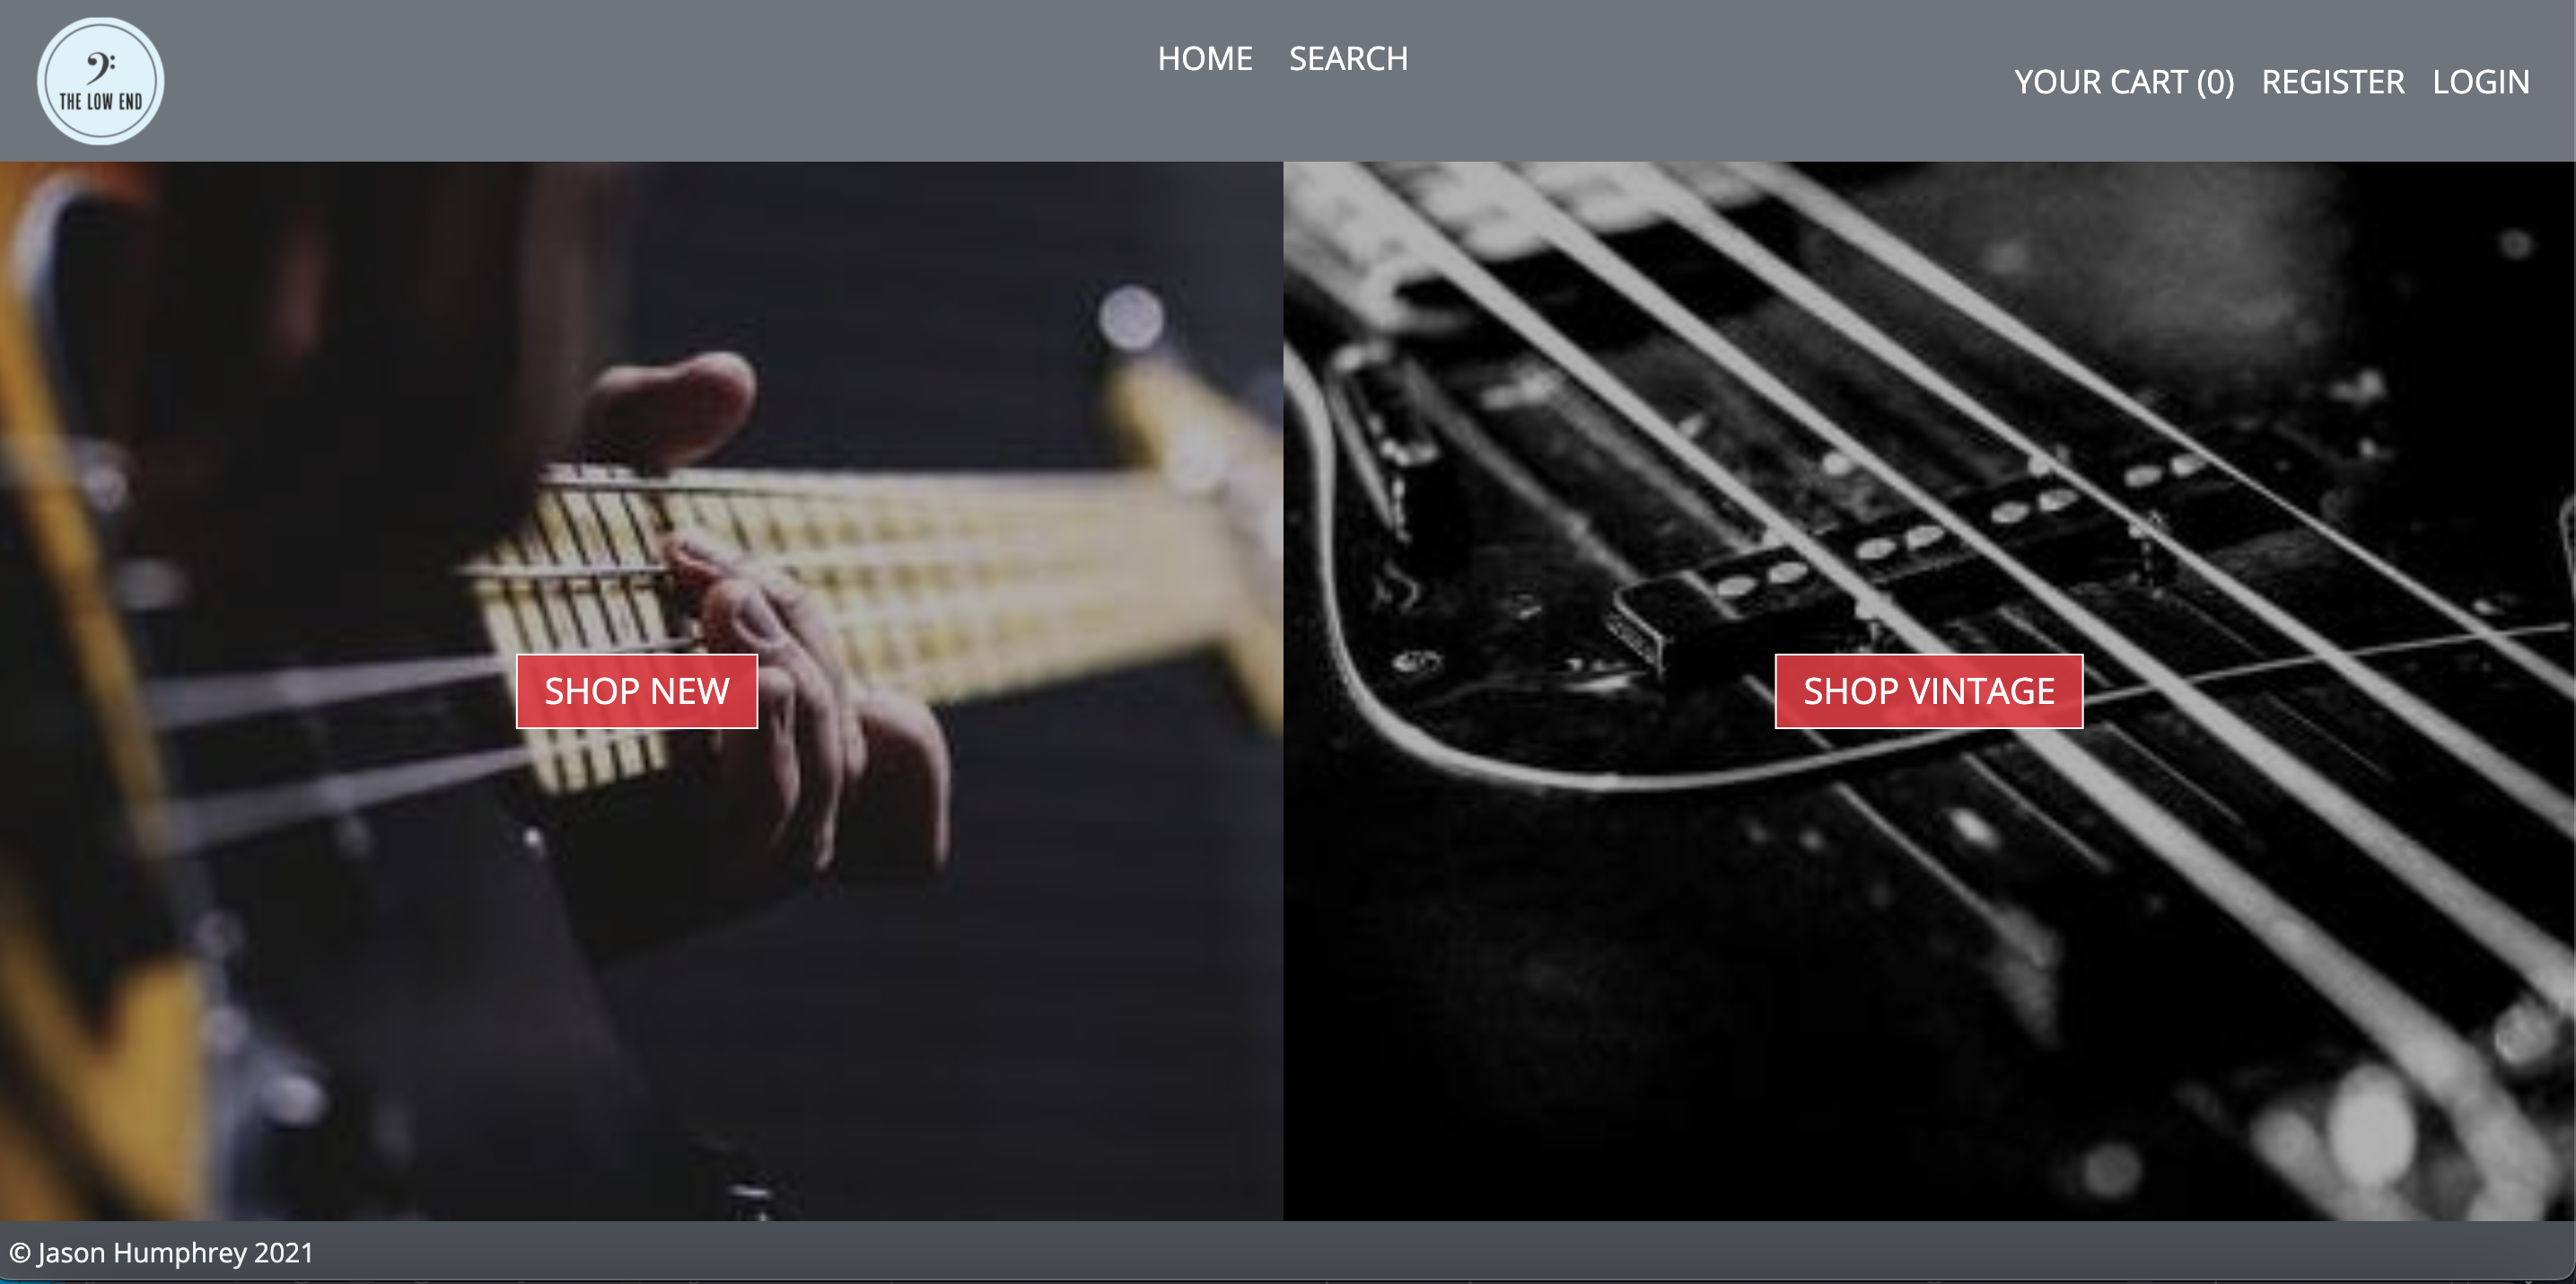 THE LOW END
HOME SEARCH
YOUR CART (0) REGISTER LOGIN
SHOP NEW
SHOP VINTAGE
© Jason Humphrey 2021